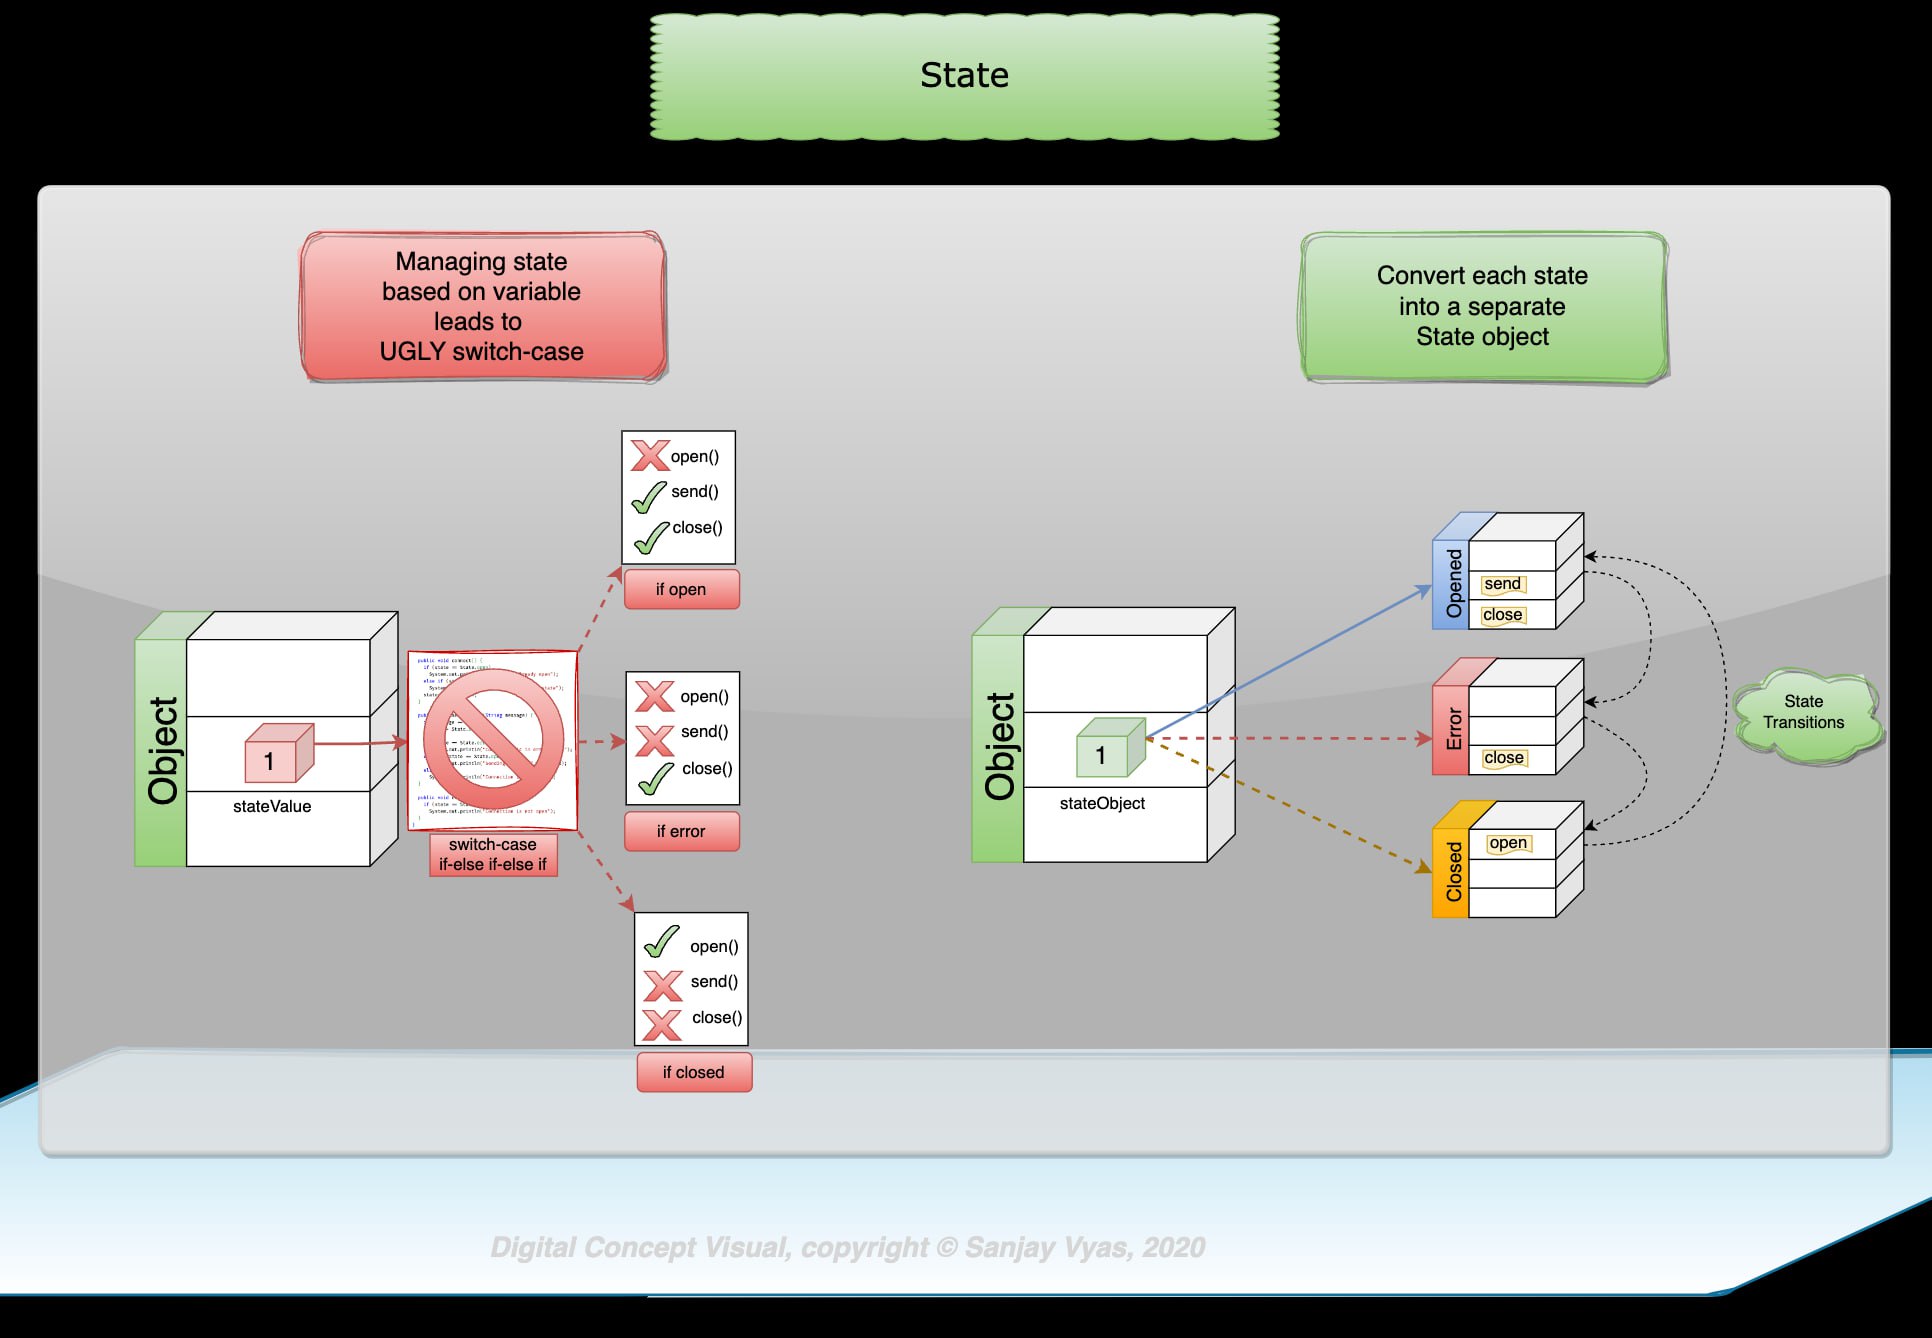 State
Managing state
based on variable
leads to
UGLY switch-case
Convert each state
into a separate
State object
open()
send()
close()
if open
Object
1
stateValue
switch-case
if-else if-else if
open()
send()
close()
if error
open()
send()
close()
if closed
Object
1
stateObject
Opened
send
close
Error
close
Closed
open
State
Transitions
Digital Concept Visual, copyright © Sanjay Vyas, 2020